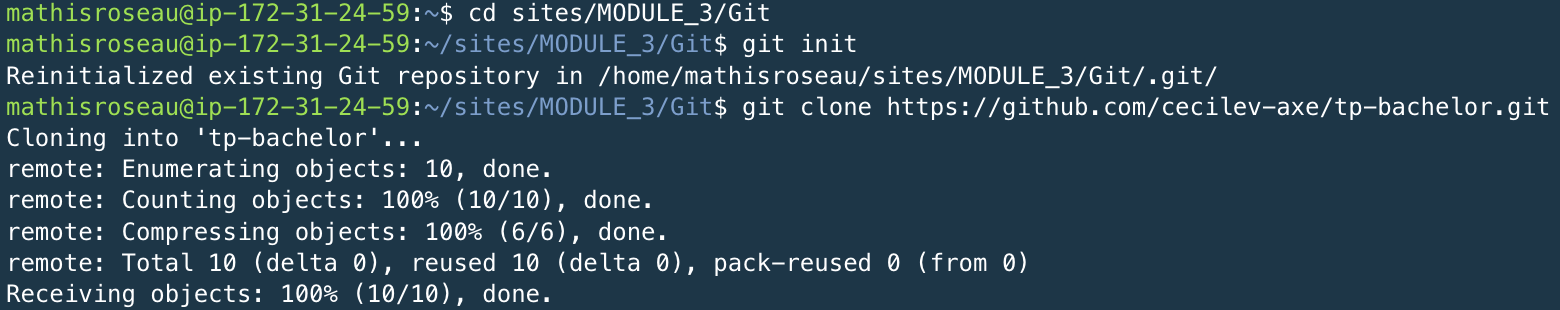 mathisroseau@ip-172-31-24-59:~$ cd sites/MODULE_3/Git
mathisroseau@ip-172-31-24-59:~/sites/MODULE_3/Git$ git init
Reinitialized existing Git repository in /home/mathisroseau/sites/MODULE_3/Git/.git/
mathisroseau@ip-172-31-24-59:~/sites/MODULE_3/Git$ git clone https://github.com/cecilev-axe/tp-bachelor.git
Cloning into 'tp-bachelor'...
remote: Enumerating objects: 10, done.
remote: Counting objects: 100% (10/10), done.
remote: Compressing objects: 100% (6/6), done.
remote: Total 10 (delta 0), reused 10 (delta 0), pack-reused 0 (from 0)
Receiving objects: 100% (10/10), done.